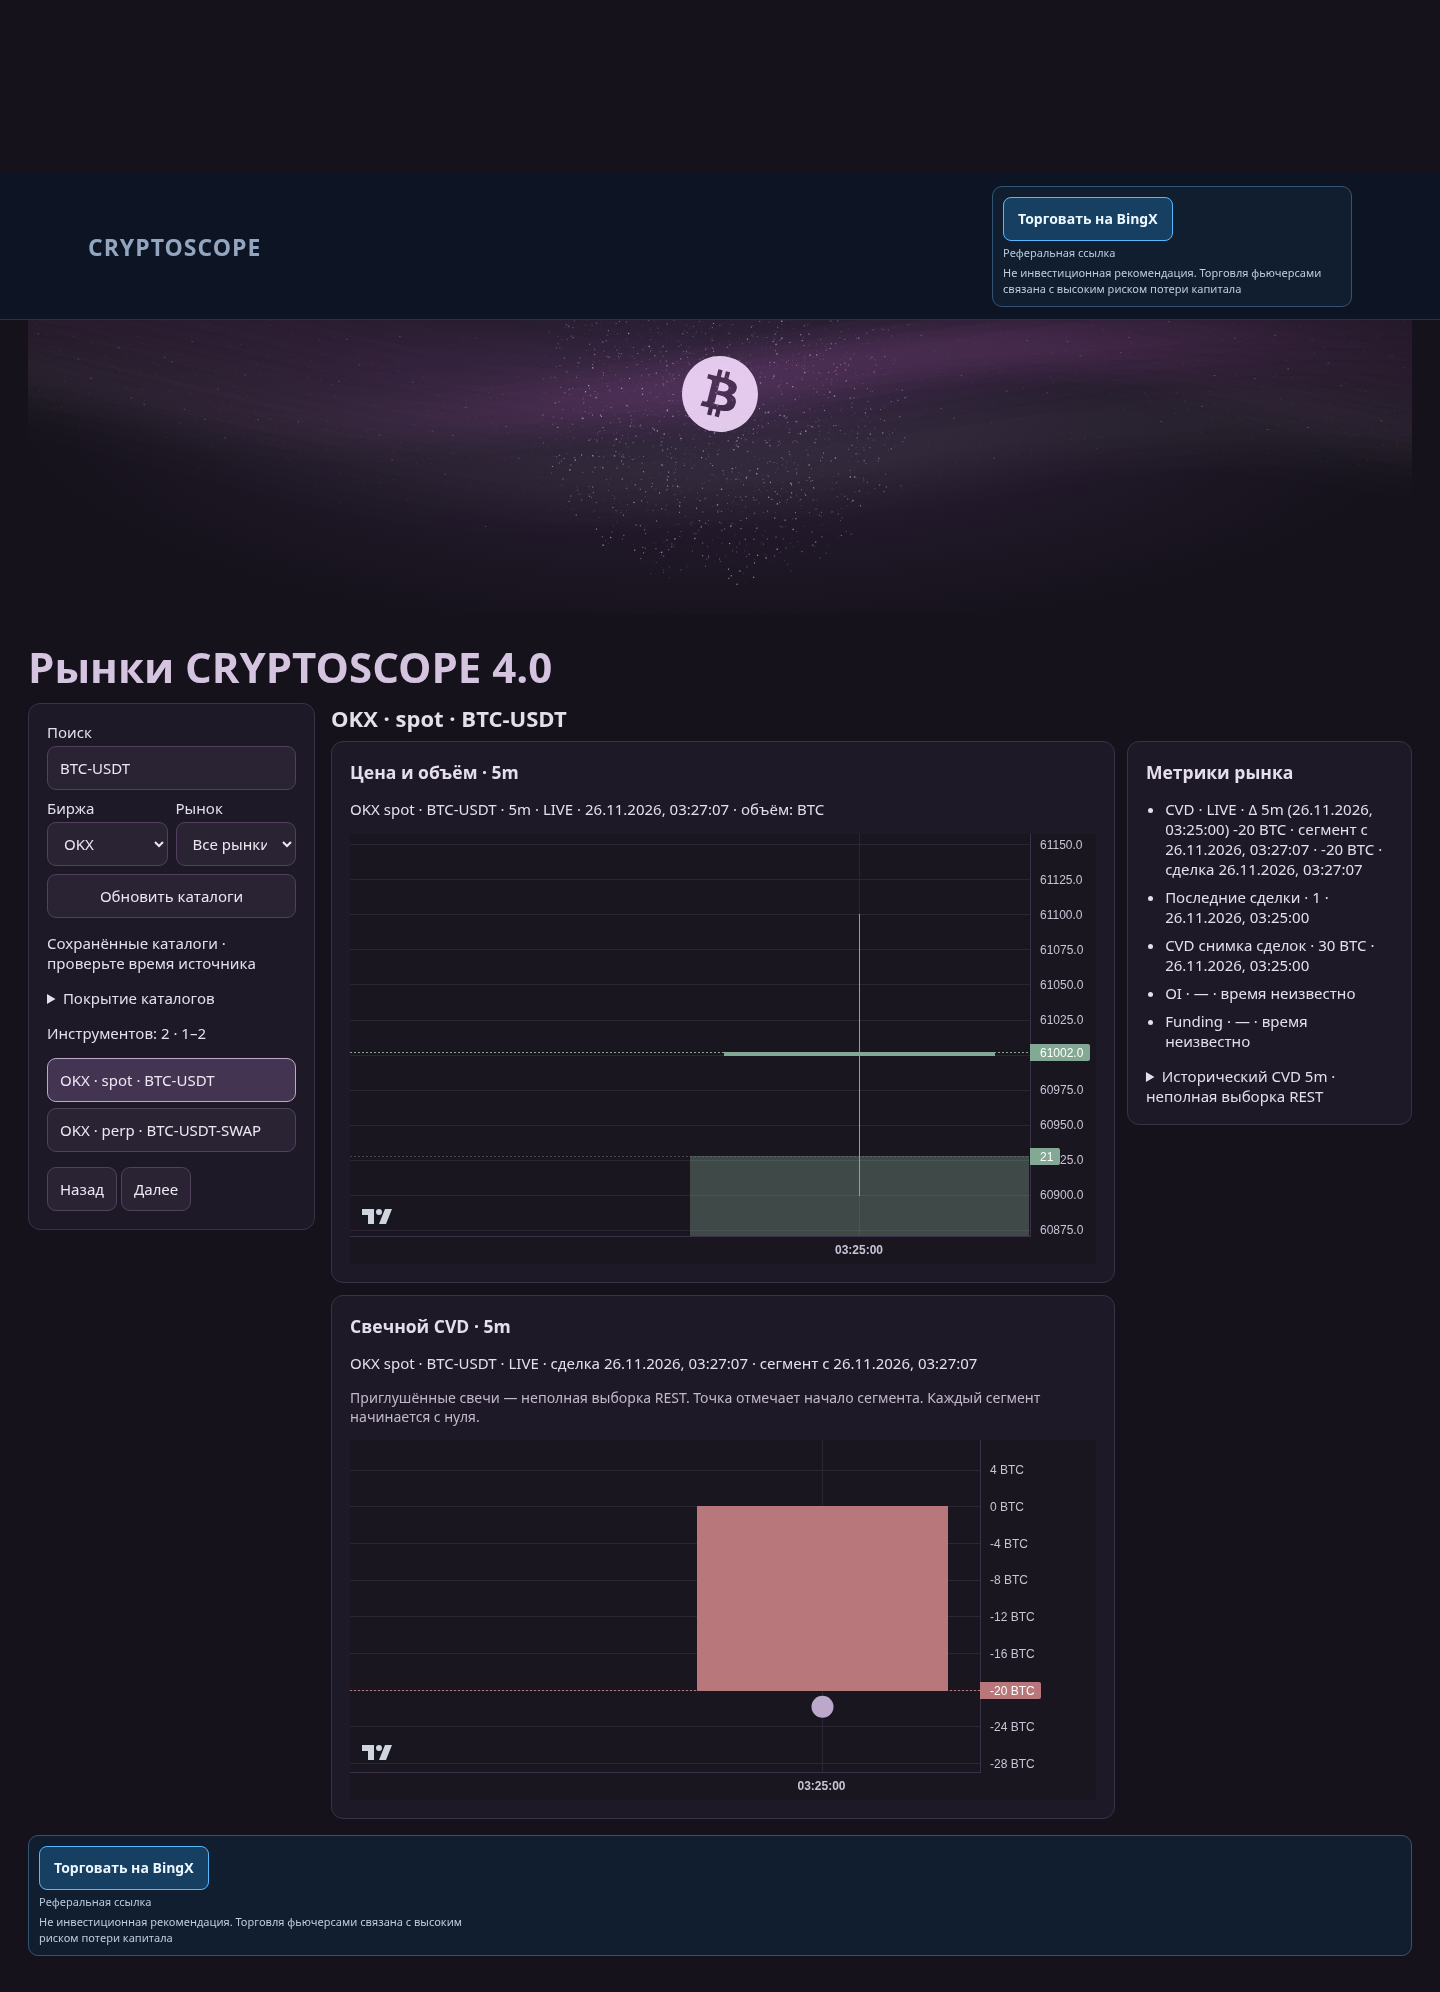 CRYPTOSCOPE
Торговать на BingX
Реферальная ссылка
Не инвестиционная рекомендация. Торговля фьючерсами
связана с высоким риском потери капитала
Рынки CRYPTOSCOPE 4.0
Поиск
BTC-USDT
Биржа
Рынок
OKX
Все рынки
Обновить каталоги
Сохранённые каталоги ·
проверьте время источника
Покрытие каталогов
Инструментов: 2 · 1–2
OKX · spot · BTC-USDT
OKX · perp · BTC-USDT-SWAP
Назад
Далее
OKX · spot · BTC-USDT
Цена и объём · 5m
OKX spot · BTC-USDT · 5m · LIVE · 26.11.2026, 03:27:07 · объём: BTC
61150.0
61125.0
61100.0
61075.0
61050.0
61025.0
61002.0
60975.0
60950.0
21
25.0
60900.0
60875.0
03:25:00
Метрики рынка
CVD · LIVE · Δ 5m (26.11.2026,
03:25:00) -20 BTC · сегмент с
26.11.2026, 03:27:07 · -20 BTC ·
сделка 26.11.2026, 03:27:07
Последние сделки · 1 ·
26.11.2026, 03:25:00
CVD снимка сделок · 30 BTC ·
26.11.2026, 03:25:00
OI · — · время неизвестно
Funding · — · время
неизвестно
Исторический CVD 5m ·
неполная выборка REST
Свечной CVD · 5m
OKX spot · BTC-USDT · LIVE · сделка 26.11.2026, 03:27:07 · сегмент с 26.11.2026, 03:27:07
Приглушённые свечи — неполная выборка REST. Точка отмечает начало сегмента. Каждый сегмент
начинается с нуля.
4 BTC
0 BTC
-4 BTC
-8 BTC
-12 BTC
-16 BTC
-20 BTC
-24 BTC
-28 BTC
03:25:00
Торговать на BingX
Реферальная ссылка
Не инвестиционная рекомендация. Торговля фьючерсами связана с высоким
риском потери капитала